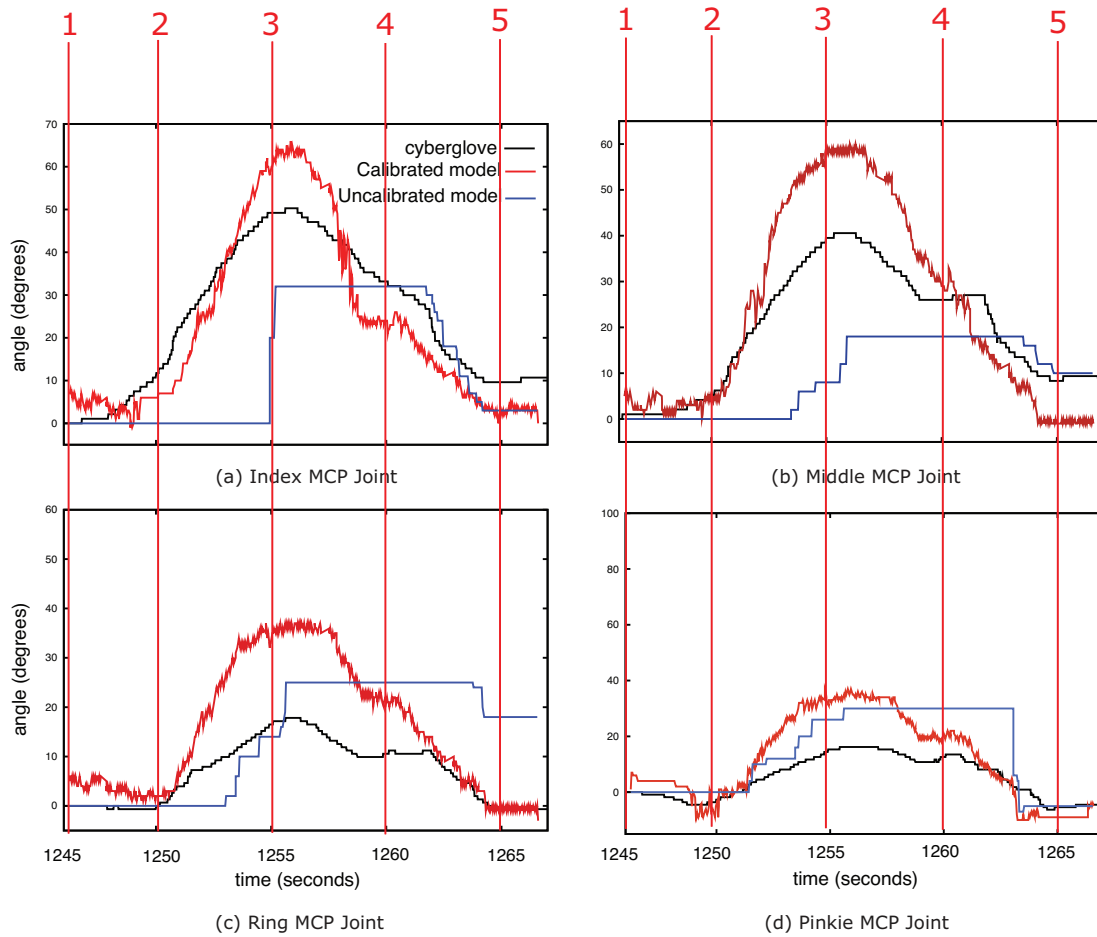 1 2 3 4 5
1 2 3 4 5
70
60
50
40
30
20
10
0
angle (degrees)
cyberglove
Calibrated model
Uncalibrated mode
60
50
40
30
20
10
0
(a) Index MCP Joint
(b) Middle MCP Joint
60
50
40
30
20
10
0
angle (degrees)
1245 1250 1255 1260 1265
time (seconds)
100
80
60
40
20
0
1245 1250 1255 1260 1265
time (seconds)
(c) Ring MCP Joint
(d) Pinkie MCP Joint